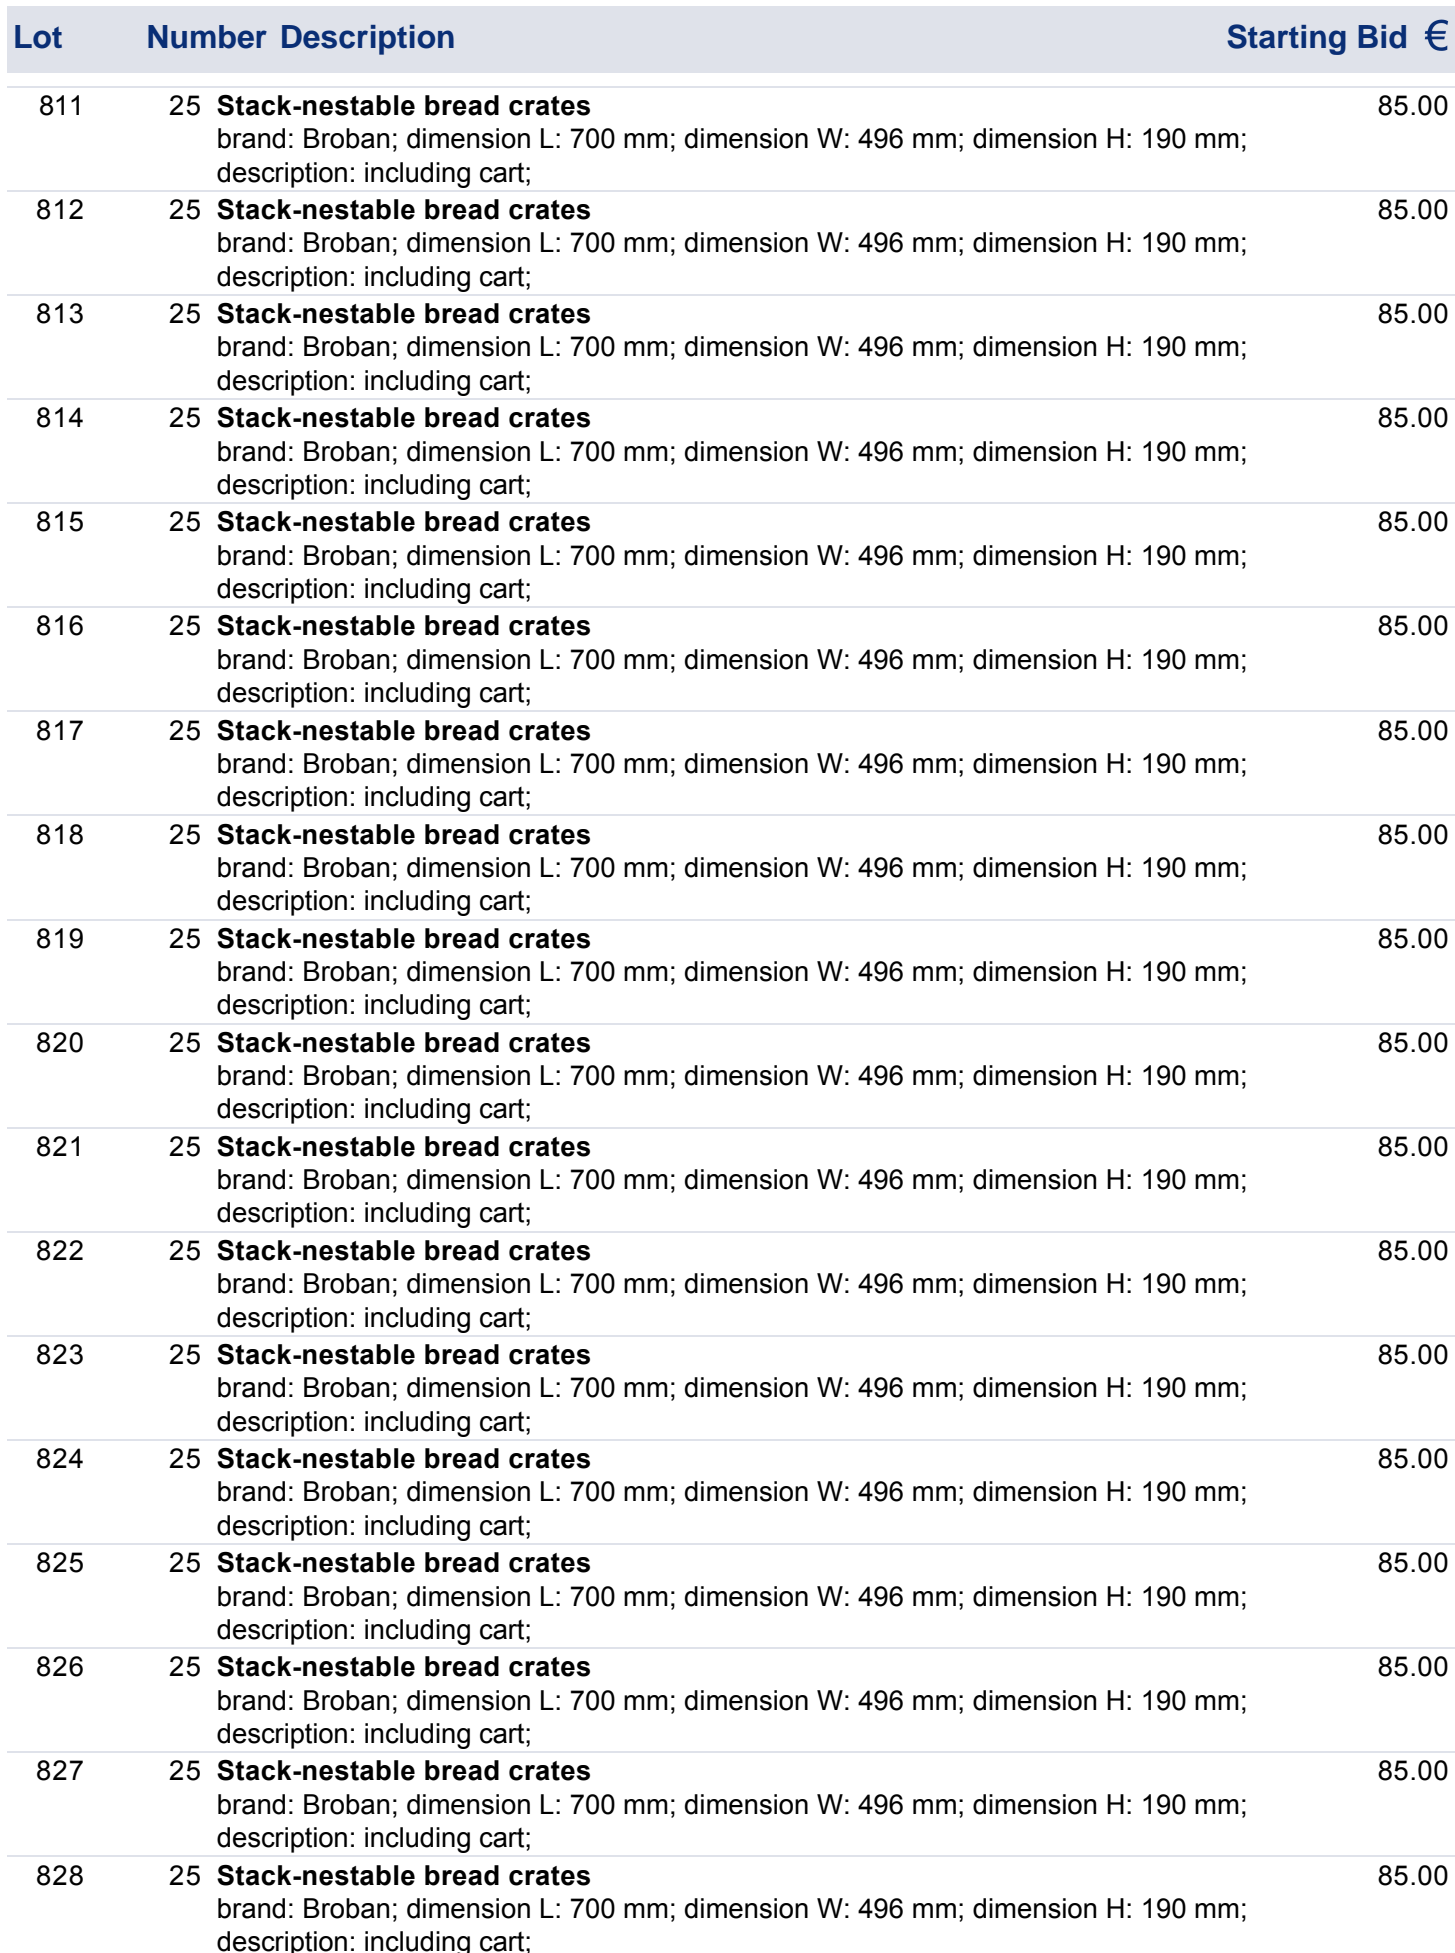 Lot Number Description Starting Bid €
811 25 Stack-nestable bread crates 85.00
brand: Broban; dimension L: 700 mm; dimension W: 496 mm; dimension H: 190 mm;
description: including cart;
812 25 Stack-nestable bread crates 85.00
brand: Broban; dimension L: 700 mm; dimension W: 496 mm; dimension H: 190 mm;
description: including cart;
813 25 Stack-nestable bread crates 85.00
brand: Broban; dimension L: 700 mm; dimension W: 496 mm; dimension H: 190 mm;
description: including cart;
814 25 Stack-nestable bread crates 85.00
brand: Broban; dimension L: 700 mm; dimension W: 496 mm; dimension H: 190 mm;
description: including cart;
815 25 Stack-nestable bread crates 85.00
brand: Broban; dimension L: 700 mm; dimension W: 496 mm; dimension H: 190 mm;
description: including cart;
816 25 Stack-nestable bread crates 85.00
brand: Broban; dimension L: 700 mm; dimension W: 496 mm; dimension H: 190 mm;
description: including cart;
817 25 Stack-nestable bread crates 85.00
brand: Broban; dimension L: 700 mm; dimension W: 496 mm; dimension H: 190 mm;
description: including cart;
818 25 Stack-nestable bread crates 85.00
brand: Broban; dimension L: 700 mm; dimension W: 496 mm; dimension H: 190 mm;
description: including cart;
819 25 Stack-nestable bread crates 85.00
brand: Broban; dimension L: 700 mm; dimension W: 496 mm; dimension H: 190 mm;
description: including cart;
820 25 Stack-nestable bread crates 85.00
brand: Broban; dimension L: 700 mm; dimension W: 496 mm; dimension H: 190 mm;
description: including cart;
821 25 Stack-nestable bread crates 85.00
brand: Broban; dimension L: 700 mm; dimension W: 496 mm; dimension H: 190 mm;
description: including cart;
822 25 Stack-nestable bread crates 85.00
brand: Broban; dimension L: 700 mm; dimension W: 496 mm; dimension H: 190 mm;
description: including cart;
823 25 Stack-nestable bread crates 85.00
brand: Broban; dimension L: 700 mm; dimension W: 496 mm; dimension H: 190 mm;
description: including cart;
824 25 Stack-nestable bread crates 85.00
brand: Broban; dimension L: 700 mm; dimension W: 496 mm; dimension H: 190 mm;
description: including cart;
825 25 Stack-nestable bread crates 85.00
brand: Broban; dimension L: 700 mm; dimension W: 496 mm; dimension H: 190 mm;
description: including cart;
826 25 Stack-nestable bread crates 85.00
brand: Broban; dimension L: 700 mm; dimension W: 496 mm; dimension H: 190 mm;
description: including cart;
827 25 Stack-nestable bread crates 85.00
brand: Broban; dimension L: 700 mm; dimension W: 496 mm; dimension H: 190 mm;
description: including cart;
828 25 Stack-nestable bread crates 85.00
brand: Broban; dimension L: 700 mm; dimension W: 496 mm; dimension H: 190 mm;
description: including cart;